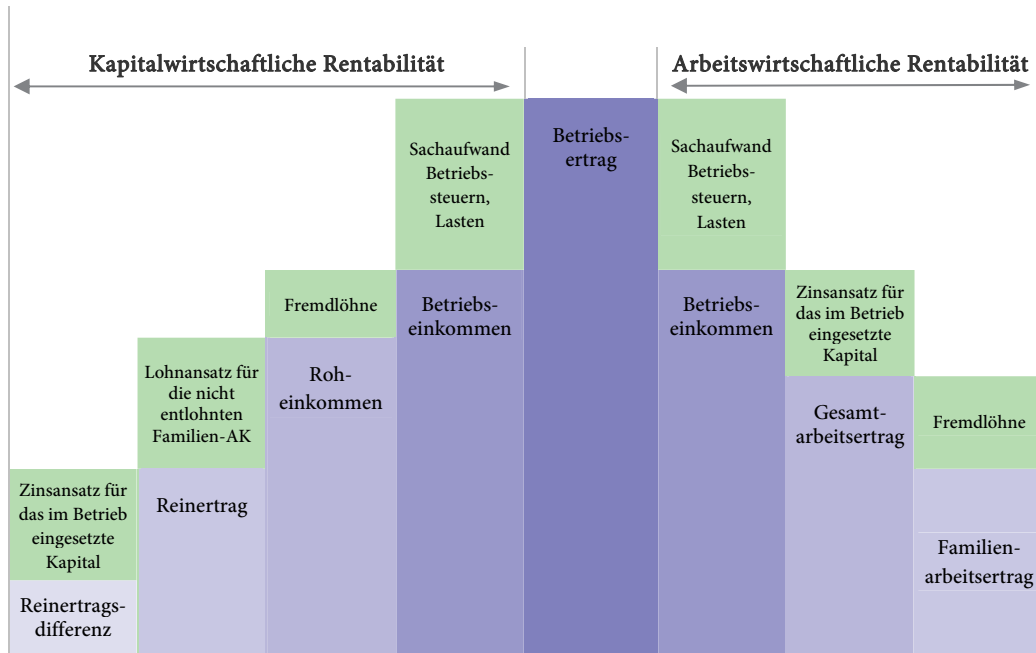 Kapitalwirtschaftliche Rentabilität
Arbeitswirtschaftliche Rentabilität
Zinsansatz für
das im Betrieb
eingesetzte
Kapital
Reinertrags-
differenz
Lohnansatz für
die nicht
entlohnten
Familien-AK
Reinertrag
Fremdlöhne
Roh-
einkommen
Sachaufwand
Betriebs-
steuern,
Lasten
Betriebs-
einkommen
Betriebs-
ertrag
Sachaufwand
Betriebs-
steuern,
Lasten
Betriebs-
einkommen
Zinsansatz für
das im Betrieb
eingesetzte
Kapital
Gesamt-
arbeitsertrag
Fremdlöhne
Familien-
arbeitsertrag